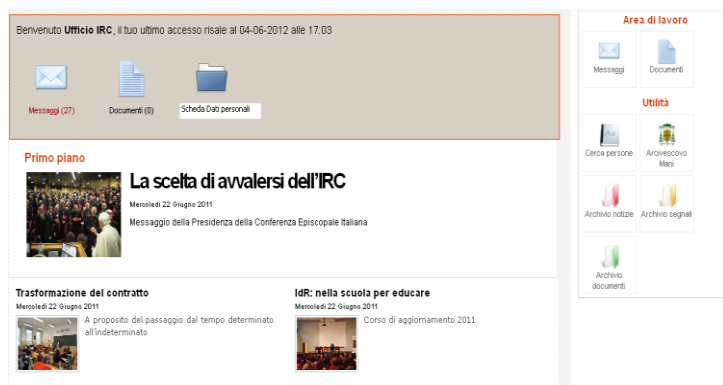 Benvenuto Ufficio IRC, il tuo ultimo accesso risale al 04-06-2012 alle 17:03
Messaggi (27)
Documenti (0)
Scheda Dati personali
Primo piano
La scelta di avvalersi dell'IRC
Mercoledì 22 Giugno 2011
Messaggio della Presidenza della Conferenza Episcopale Italiana
Trasformazione del contratto
Mercoledì 22 Giugno 2011
A proposito del passaggio dal tempo determinato
all'indeterminato
IdR: nella scuola per educare
Mercoledì 22 Giugno 2011
Corso di aggiornamento 2011
Area di lavoro
Messaggi
Documenti
Utilità
Cerca persone
Arcivescovo
Mani
Archivio notizie
Archivio segnali
Archivio
documenti